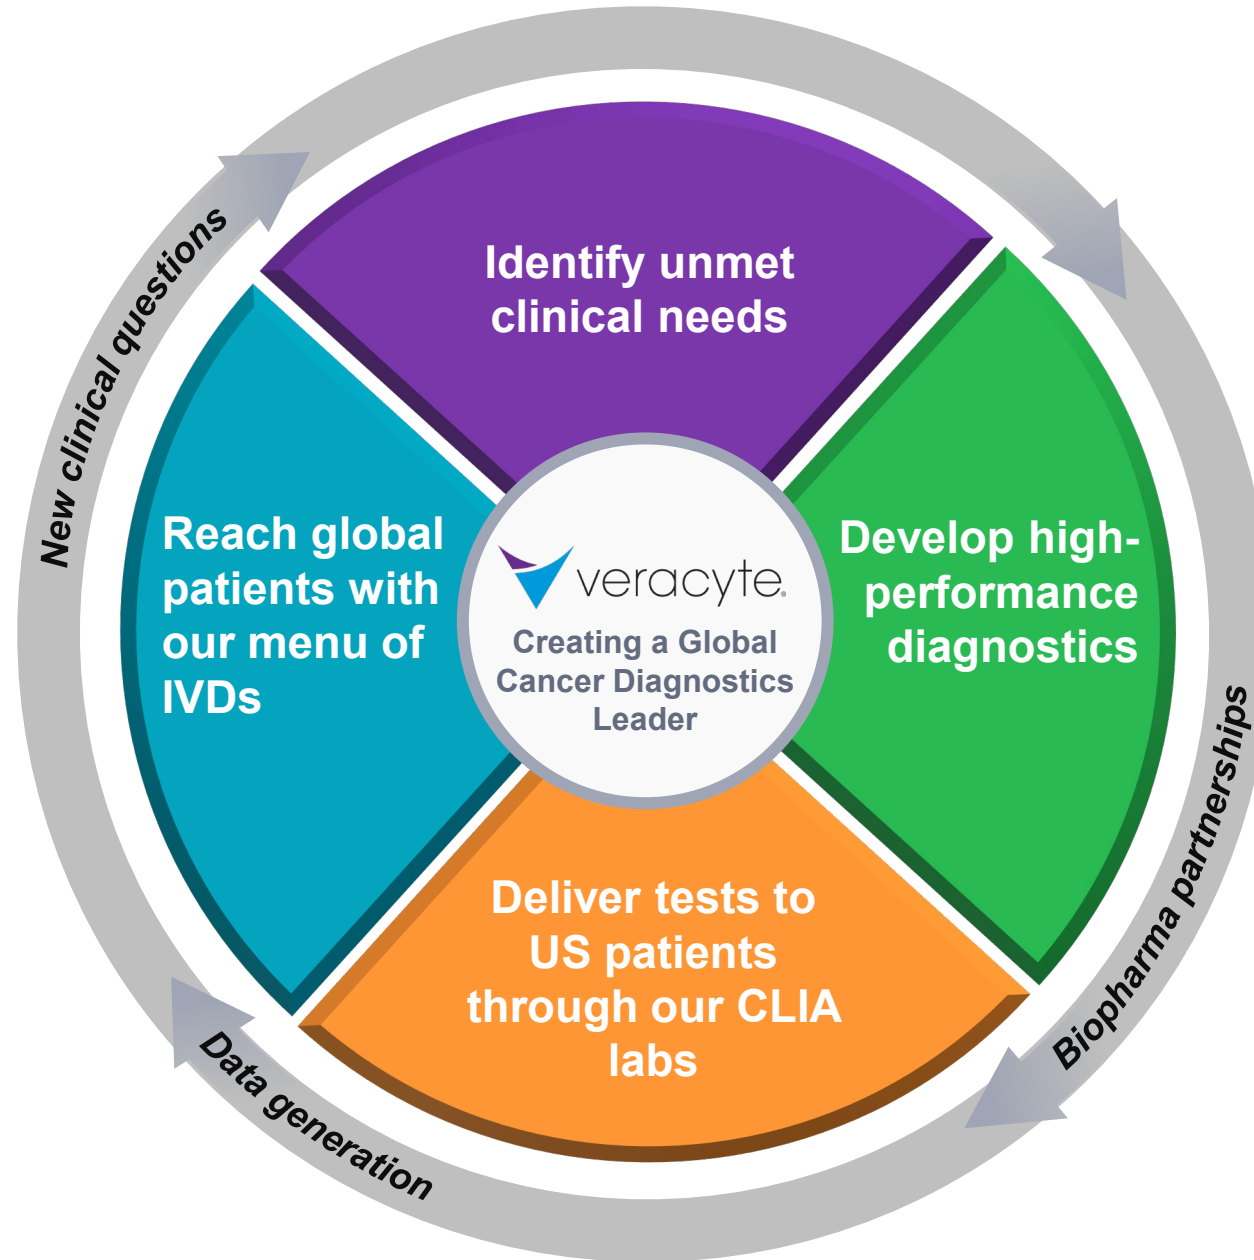 Identify unmet
clinical needs
Develop high-
performance
diagnostics
Deliver tests to
US patients
through our CLIA
labs
Reach global
patients with
our menu of
IVDs
veracyte®
Creating a Global
Cancer Diagnostics
Leader
New clinical questions
Biopharma partnerships
Data generation